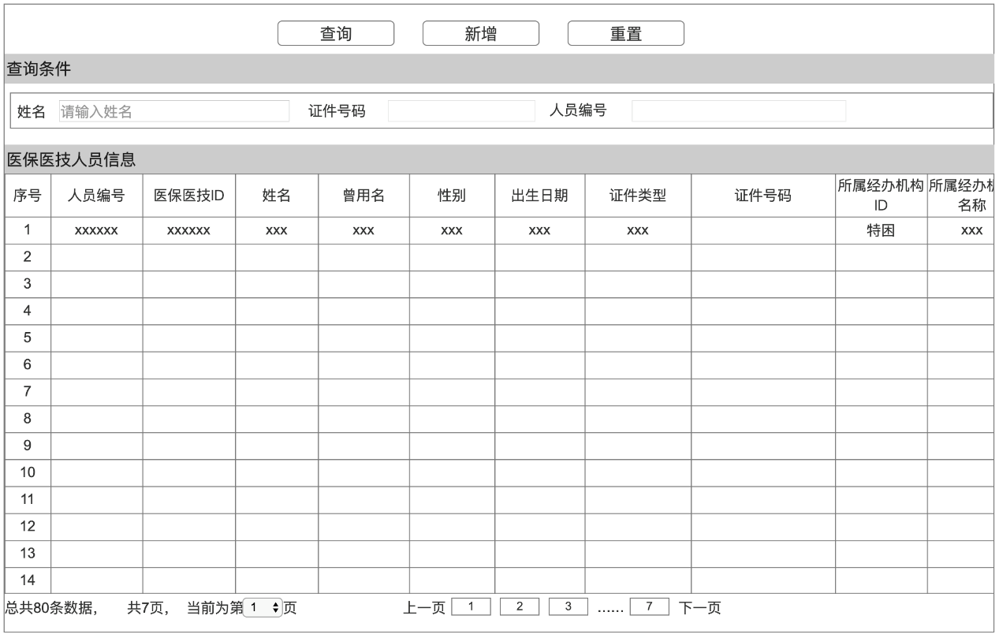 查询 新增 重置
查询条件
姓名 请输入姓名 证件号码 人员编号
医保医技人员信息
序号 人员编号 医保医技ID 姓名 曾用名 性别 出生日期 证件类型 证件号码 所属经办机构ID 所属经办机名称
1 xxxxxx xxxxxx xxx xxx xxx xxx xxx 特困 xxx
2
3
4
5
6
7
8
9
10
11
12
13
14
总共80条数据， 共7页， 当前为第 1 页 上一页 1 2 3 …… 7 下一页